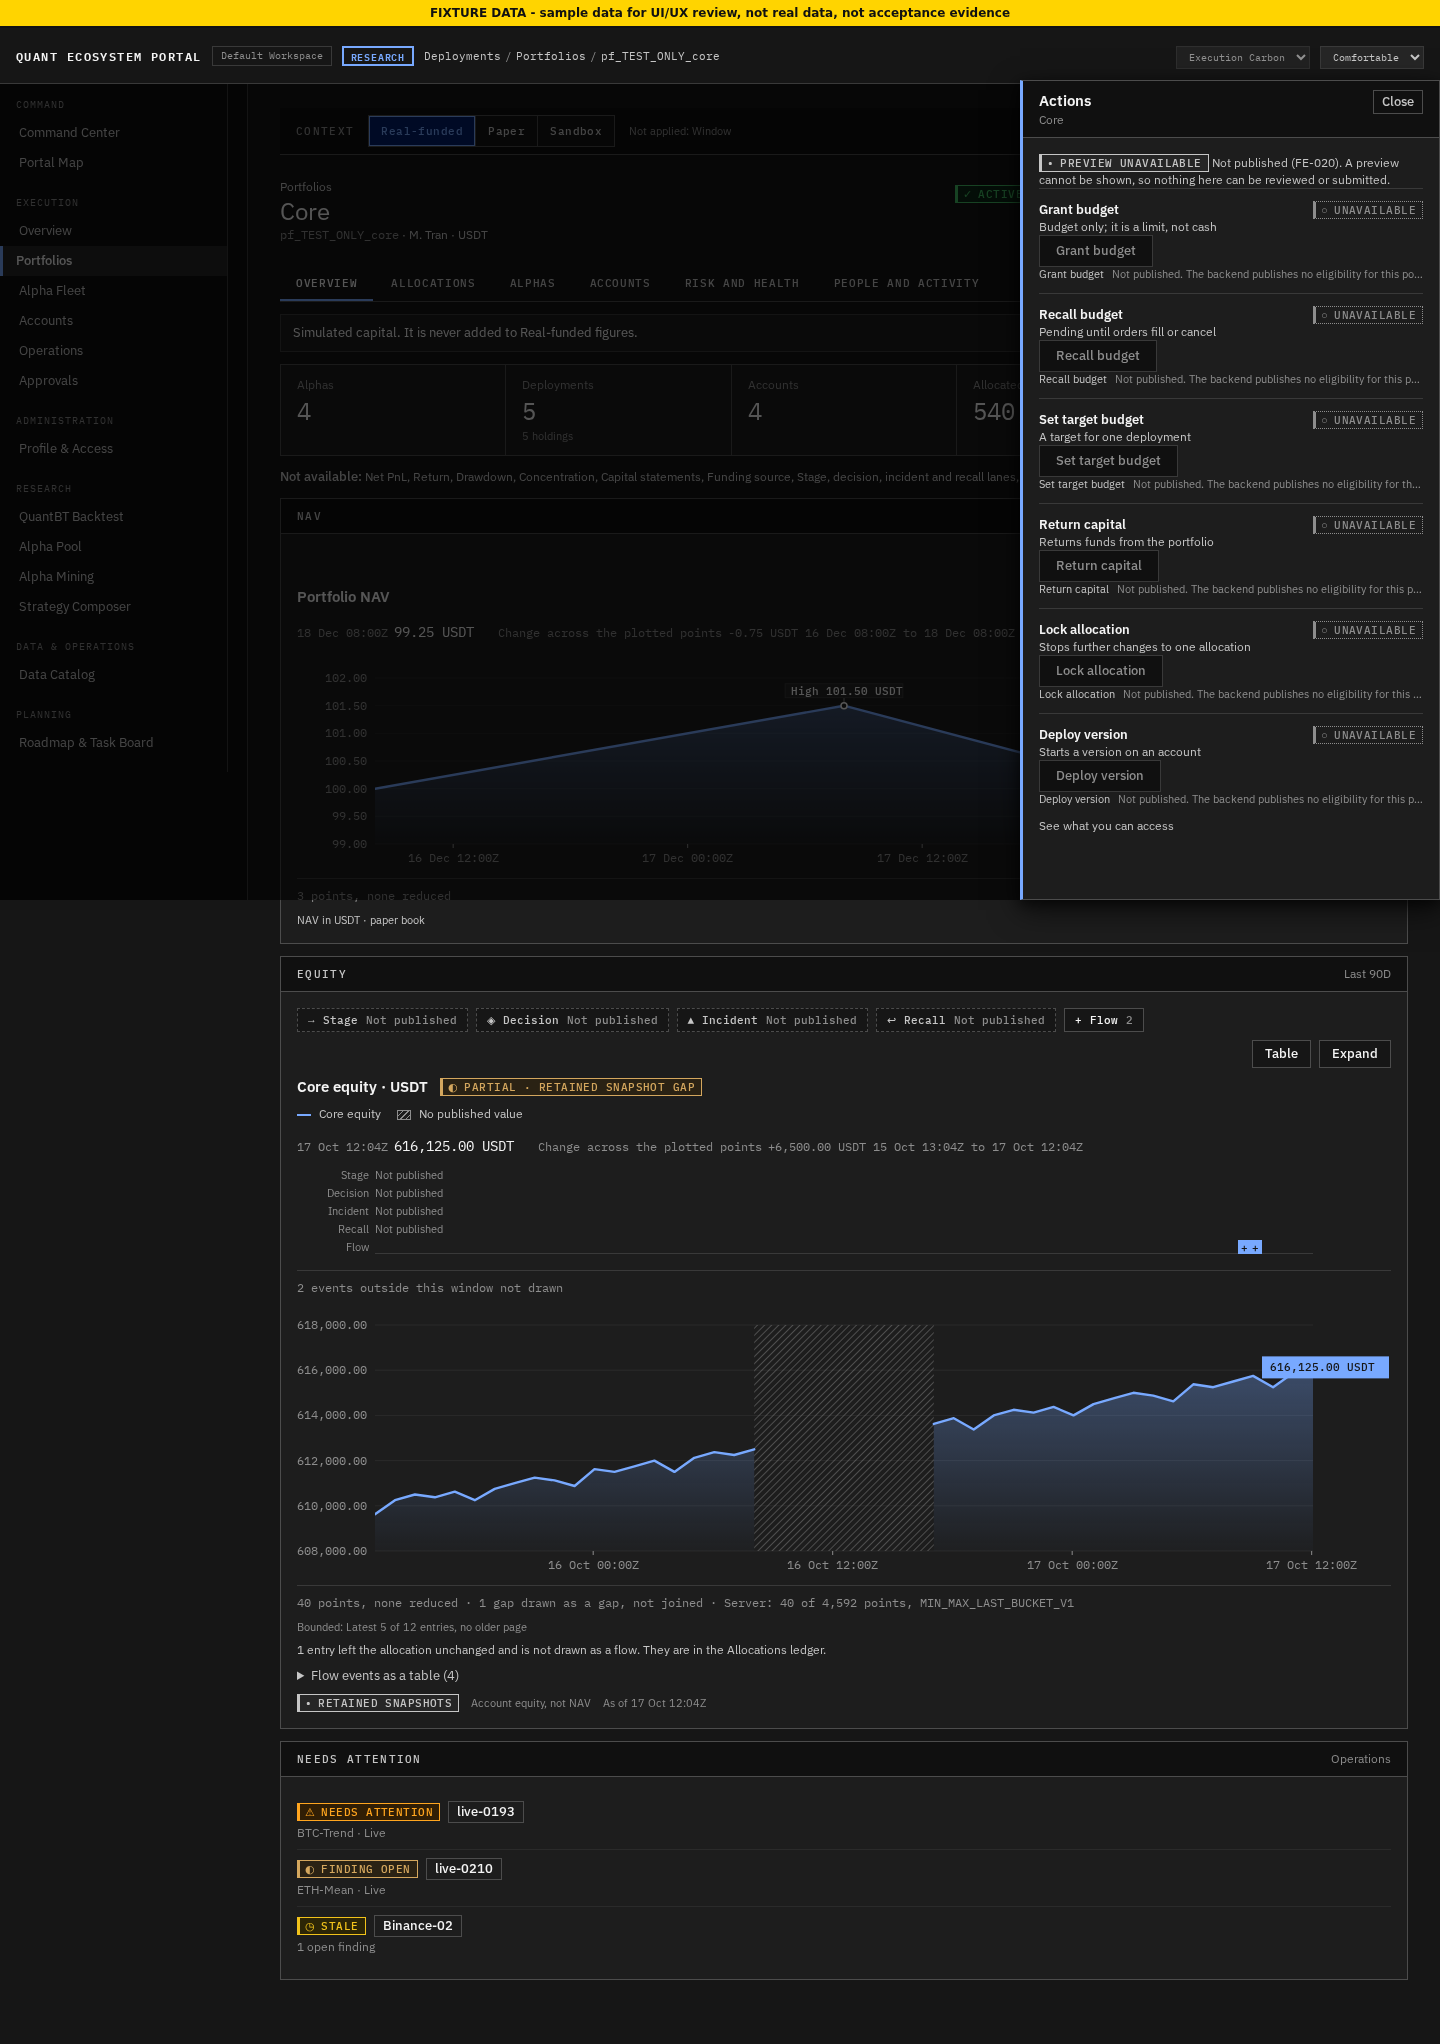 FIXTURE DATA - sample data for UI/UX review, not real data, not acceptance evidence
QUANT ECOSYSTEM PORTAL Default Workspace RESEARCH Deployments / Portfolios / pf_TEST_ONLY_core Execution Carbon Comfortable
COMMAND
Command Center
Portal Map
EXECUTION
Overview
Portfolios
Alpha Fleet
Accounts
Operations
Approvals
ADMINISTRATION
Profile & Access
RESEARCH
QuantBT Backtest
Alpha Pool
Alpha Mining
Strategy Composer
DATA & OPERATIONS
Data Catalog
PLANNING
Roadmap & Task Board
CONTEXT Real-funded Paper Sandbox Not applied: Window
Portfolios
Core
✓ ACTIVE
pf_TEST_ONLY_core · M. Tran · USDT
OVERVIEW ALLOCATIONS ALPHAS ACCOUNTS RISK AND HEALTH PEOPLE AND ACTIVITY
Simulated capital. It is never added to Real-funded figures.
Alphas Deployments Accounts Allocate
4 5 4 540
5 holdings
Not available: Net PnL, Return, Drawdown, Concentration, Capital statements, Funding source, Stage, decision, incident and recall lanes,
NAV
Portfolio NAV
18 Dec 08:00Z 99.25 USDT Change across the plotted points -0.75 USDT 16 Dec 08:00Z to 18 Dec 08:00Z
High 101.50 USDT
102.00
101.50
101.00
100.50
100.00
99.50
99.00
16 Dec 12:00Z 17 Dec 00:00Z 17 Dec 12:00Z
3 points, none reduced
NAV in USDT · paper book
Actions
Core
Close
• PREVIEW UNAVAILABLE Not published (FE-020). A preview
cannot be shown, so nothing here can be reviewed or submitted.
Grant budget ○ UNAVAILABLE
Budget only; it is a limit, not cash
Grant budget
Grant budget Not published. The backend publishes no eligibility for this po...
Recall budget ○ UNAVAILABLE
Pending until orders fill or cancel
Recall budget
Recall budget Not published. The backend publishes no eligibility for this p...
Set target budget ○ UNAVAILABLE
A target for one deployment
Set target budget
Set target budget Not published. The backend publishes no eligibility for th...
Return capital ○ UNAVAILABLE
Returns funds from the portfolio
Return capital
Return capital Not published. The backend publishes no eligibility for this p...
Lock allocation ○ UNAVAILABLE
Stops further changes to one allocation
Lock allocation
Lock allocation Not published. The backend publishes no eligibility for this ...
Deploy version ○ UNAVAILABLE
Starts a version on an account
Deploy version
Deploy version Not published. The backend publishes no eligibility for this p...
See what you can access
EQUITY Last 90D
→ Stage Not published ◈ Decision Not published ▲ Incident Not published ↩ Recall Not published + Flow 2
Table Expand
Core equity · USDT ◐ PARTIAL · RETAINED SNAPSHOT GAP
Core equity No published value
17 Oct 12:04Z 616,125.00 USDT Change across the plotted points +6,500.00 USDT 15 Oct 13:04Z to 17 Oct 12:04Z
Stage Not published
Decision Not published
Incident Not published
Recall Not published
Flow + +
2 events outside this window not drawn
618,000.00
616,000.00
614,000.00
612,000.00
610,000.00
608,000.00
616,125.00 USDT
16 Oct 00:00Z 16 Oct 12:00Z 17 Oct 00:00Z 17 Oct 12:00Z
40 points, none reduced · 1 gap drawn as a gap, not joined · Server: 40 of 4,592 points, MIN_MAX_LAST_BUCKET_V1
Bounded: Latest 5 of 12 entries, no older page
1 entry left the allocation unchanged and is not drawn as a flow. They are in the Allocations ledger.
▶ Flow events as a table (4)
• RETAINED SNAPSHOTS Account equity, not NAV As of 17 Oct 12:04Z
NEEDS ATTENTION Operations
⚠ NEEDS ATTENTION live-0193
BTC-Trend · Live
◐ FINDING OPEN live-0210
ETH-Mean · Live
◷ STALE Binance-02
1 open finding